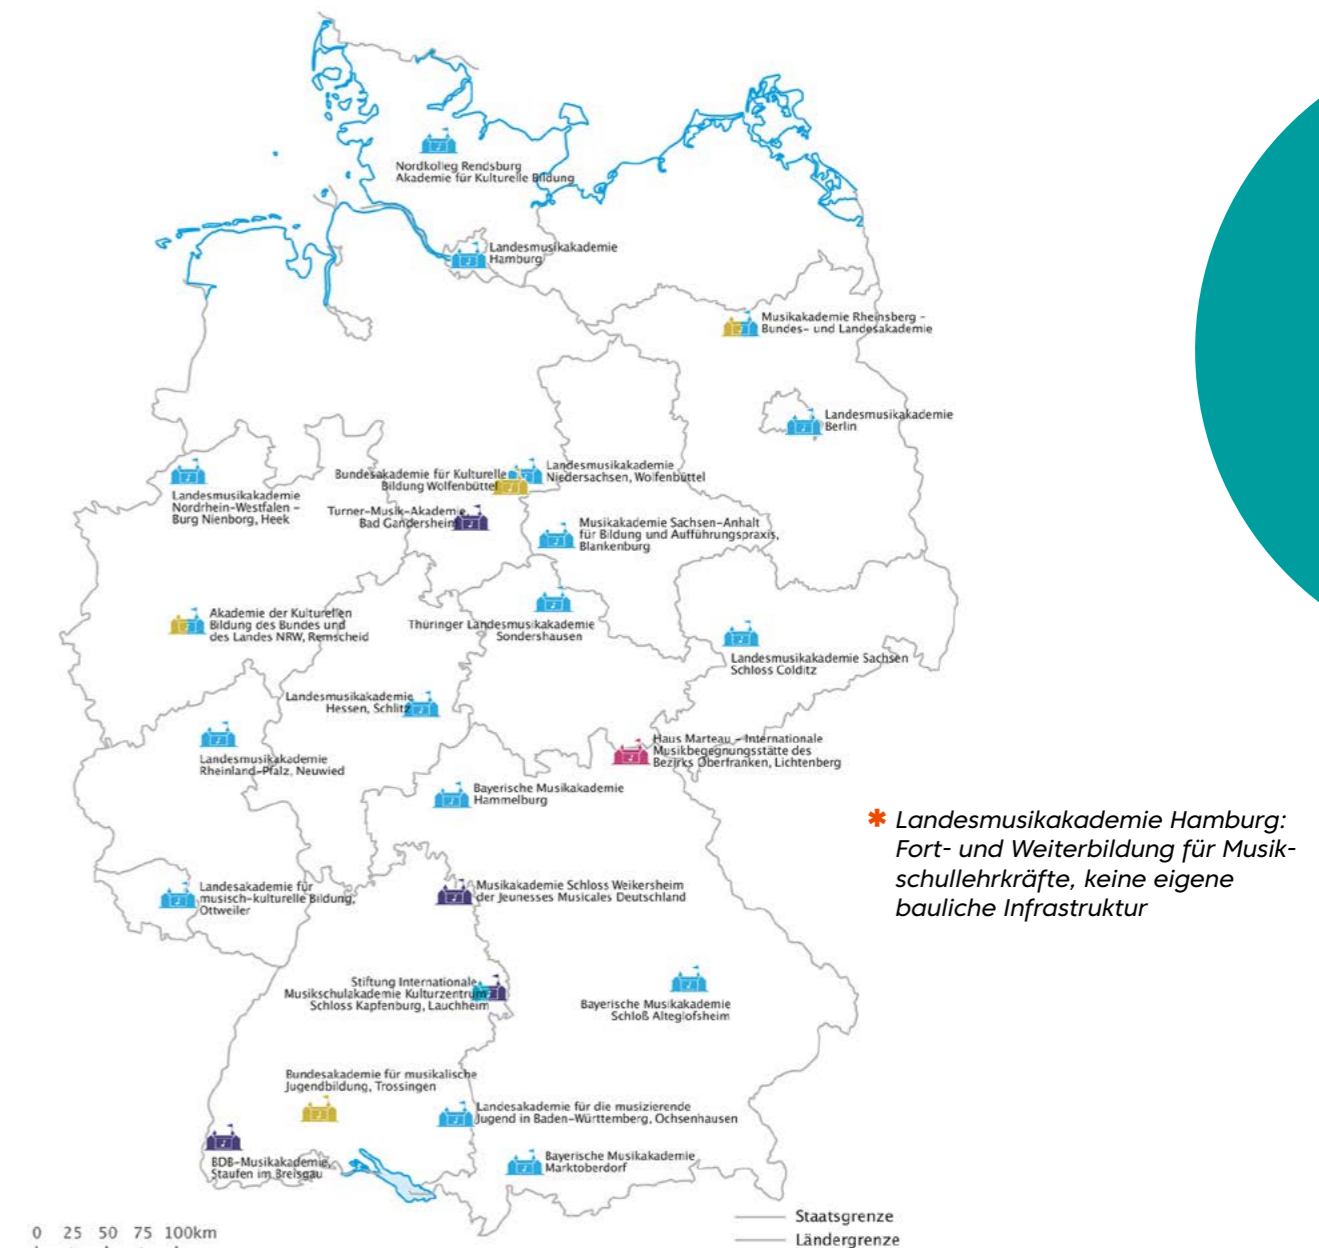 Nordkolleg Rendsburg
Akademie für Kulturelle Bildung
Landesmusikakademie
Hamburg
Musikakademie Rheinsberg –
Bundes- und Landesakademie
Landesmusikakademie
Berlin
Bundesakademie für Kulturelle
Bildung Wolfenbüttel
Landesmusikakademie
Niedersachsen, Wolfenbüttel
Landesmusikakademie
Nordrhein-Westfalen –
Burg Nienborg, Heek
Turner-Musik-Akademie,
Bad Gandersheim
Musikakademie Sachsen-Anhalt
für Bildung und Aufführungspraxis,
Blankenburg
Akademie der Kulturellen
Bildung des Bundes und
des Landes NRW, Remscheid
Thüringer Landesmusikakademie
Sondershausen
Landesmusikakademie Sachsen
Schloss Colditz
Landesmusikakademie
Hessen, Schlitz
Haus Marteau – Internationale
Musikbegegnungsstätte des
Bezirks Oberfranken, Lichtenberg
Landesmusikakademie
Rheinland-Pfalz, Neuwied
Bayerische Musikakademie
Hammelburg
* Landesmusikakademie Hamburg:
Fort- und Weiterbildung für Musik-
schullehrkräfte, keine eigene
bauliche Infrastruktur
Landesakademie für
musisch-kulturelle Bildung,
Ottweiler
Musikakademie Schloss Weikersheim
der Jeunesses Musicales Deutschland
Stiftung Internationale
Musikschulakademie Kulturzentrum
Schloss Kapfenburg, Lauchheim
Bayerische Musikakademie
Schloß Alteglofsheim
Bundesakademie für musikalische
Jugendbildung, Trossingen
Landesakademie für die musizierende
Jugend in Baden-Württemberg, Ochsenhausen
BDB-Musikakademie,
Staufen im Breisgau
Bayerische Musikakademie
Marktoberdorf
Staatsgrenze
Ländergrenze
0 25 50 75 100km